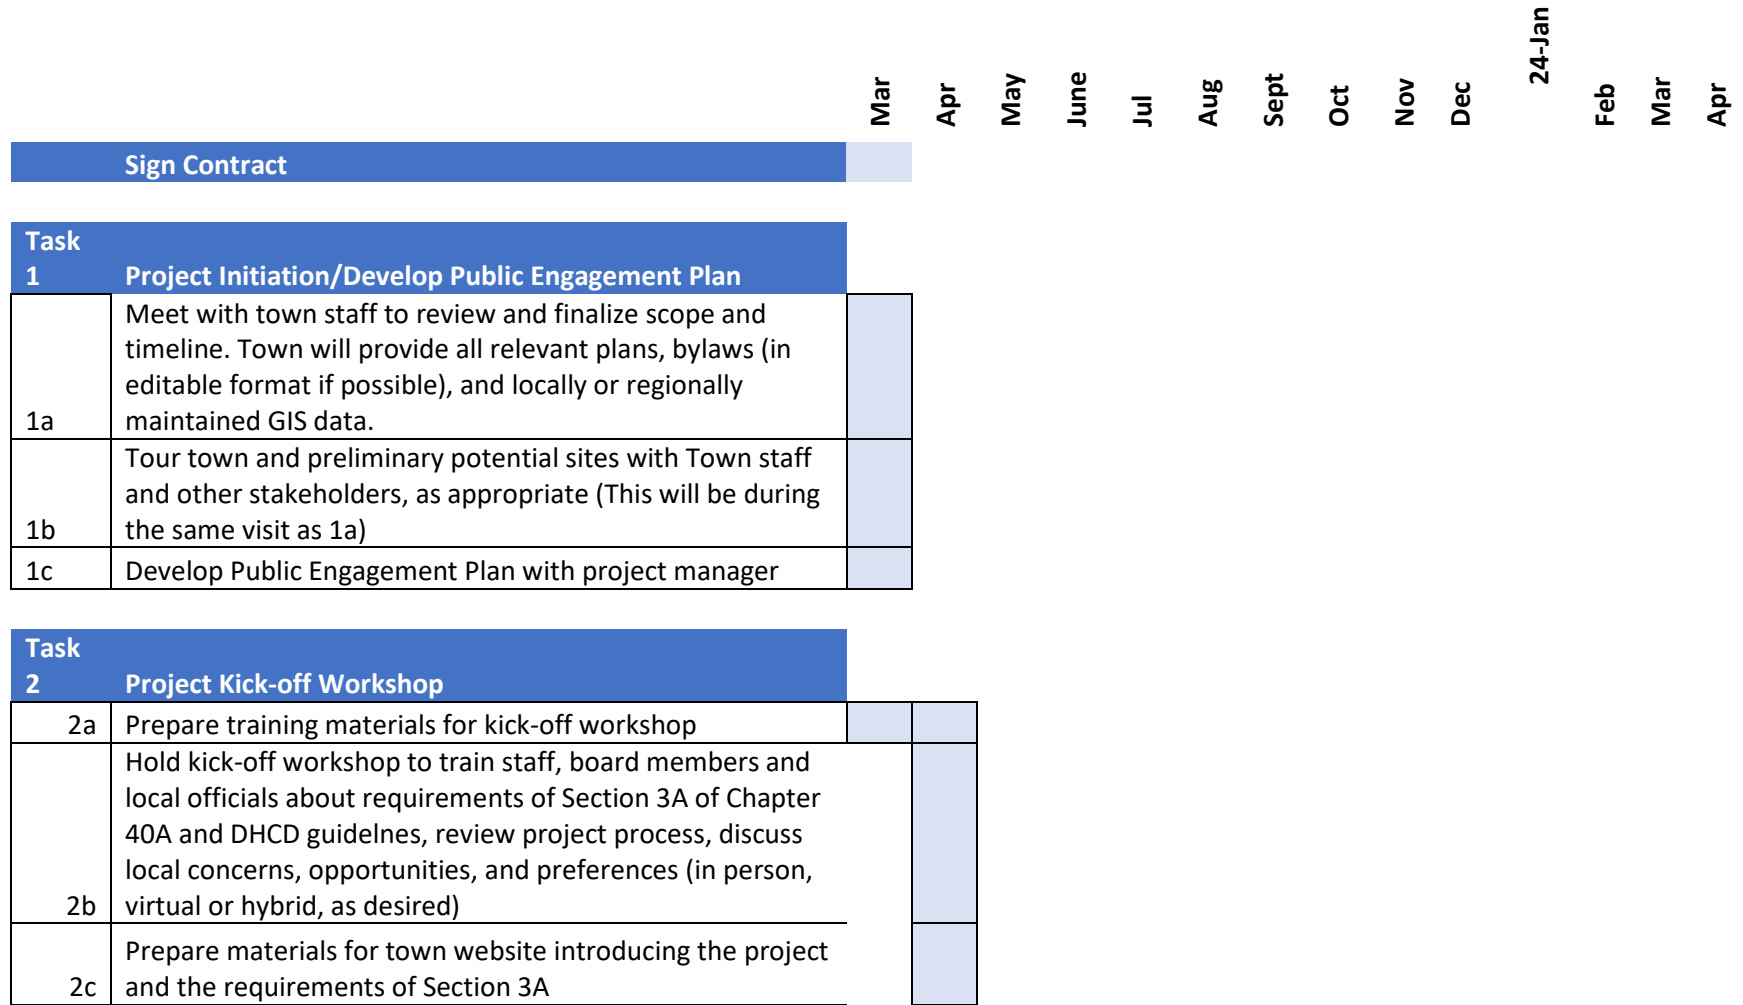 Mar Apr May June Jul Aug Sept Oct Nov Dec 24-Jan Feb Mar Apr
Sign Contract
Task
1 Project Initiation/Develop Public Engagement Plan
Meet with town staff to review and finalize scope and
timeline. Town will provide all relevant plans, bylaws (in
editable format if possible), and locally or regionally
1a maintained GIS data.
Tour town and preliminary potential sites with Town staff
and other stakeholders, as appropriate (This will be during
1b the same visit as 1a)
1c Develop Public Engagement Plan with project manager
Task
2 Project Kick-off Workshop
2a Prepare training materials for kick-off workshop
Hold kick-off workshop to train staff, board members and
local officials about requirements of Section 3A of Chapter
40A and DHCD guidelnes, review project process, discuss
local concerns, opportunities, and preferences (in person,
2b virtual or hybrid, as desired)
Prepare materials for town website introducing the project
2c and the requirements of Section 3A